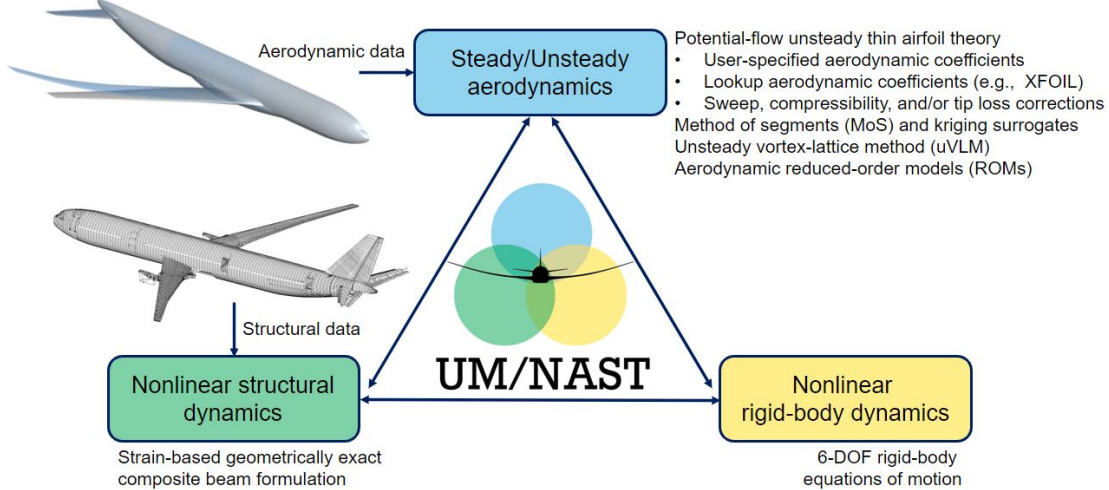 Aerodynamic data
Steady/Unsteady
aerodynamics
Potential-flow unsteady thin airfoil theory
• User-specified aerodynamic coefficients
• Lookup aerodynamic coefficients (e.g., XFOIL)
• Sweep, compressibility, and/or tip loss corrections
Method of segments (MoS) and kriging surrogates
Unsteady vortex-lattice method (uVLM)
Aerodynamic reduced-order models (ROMs)
Structural data
UM/NAST
Nonlinear structural
dynamics
Nonlinear
rigid-body dynamics
Strain-based geometrically exact
composite beam formulation
6-DOF rigid-body
equations of motion